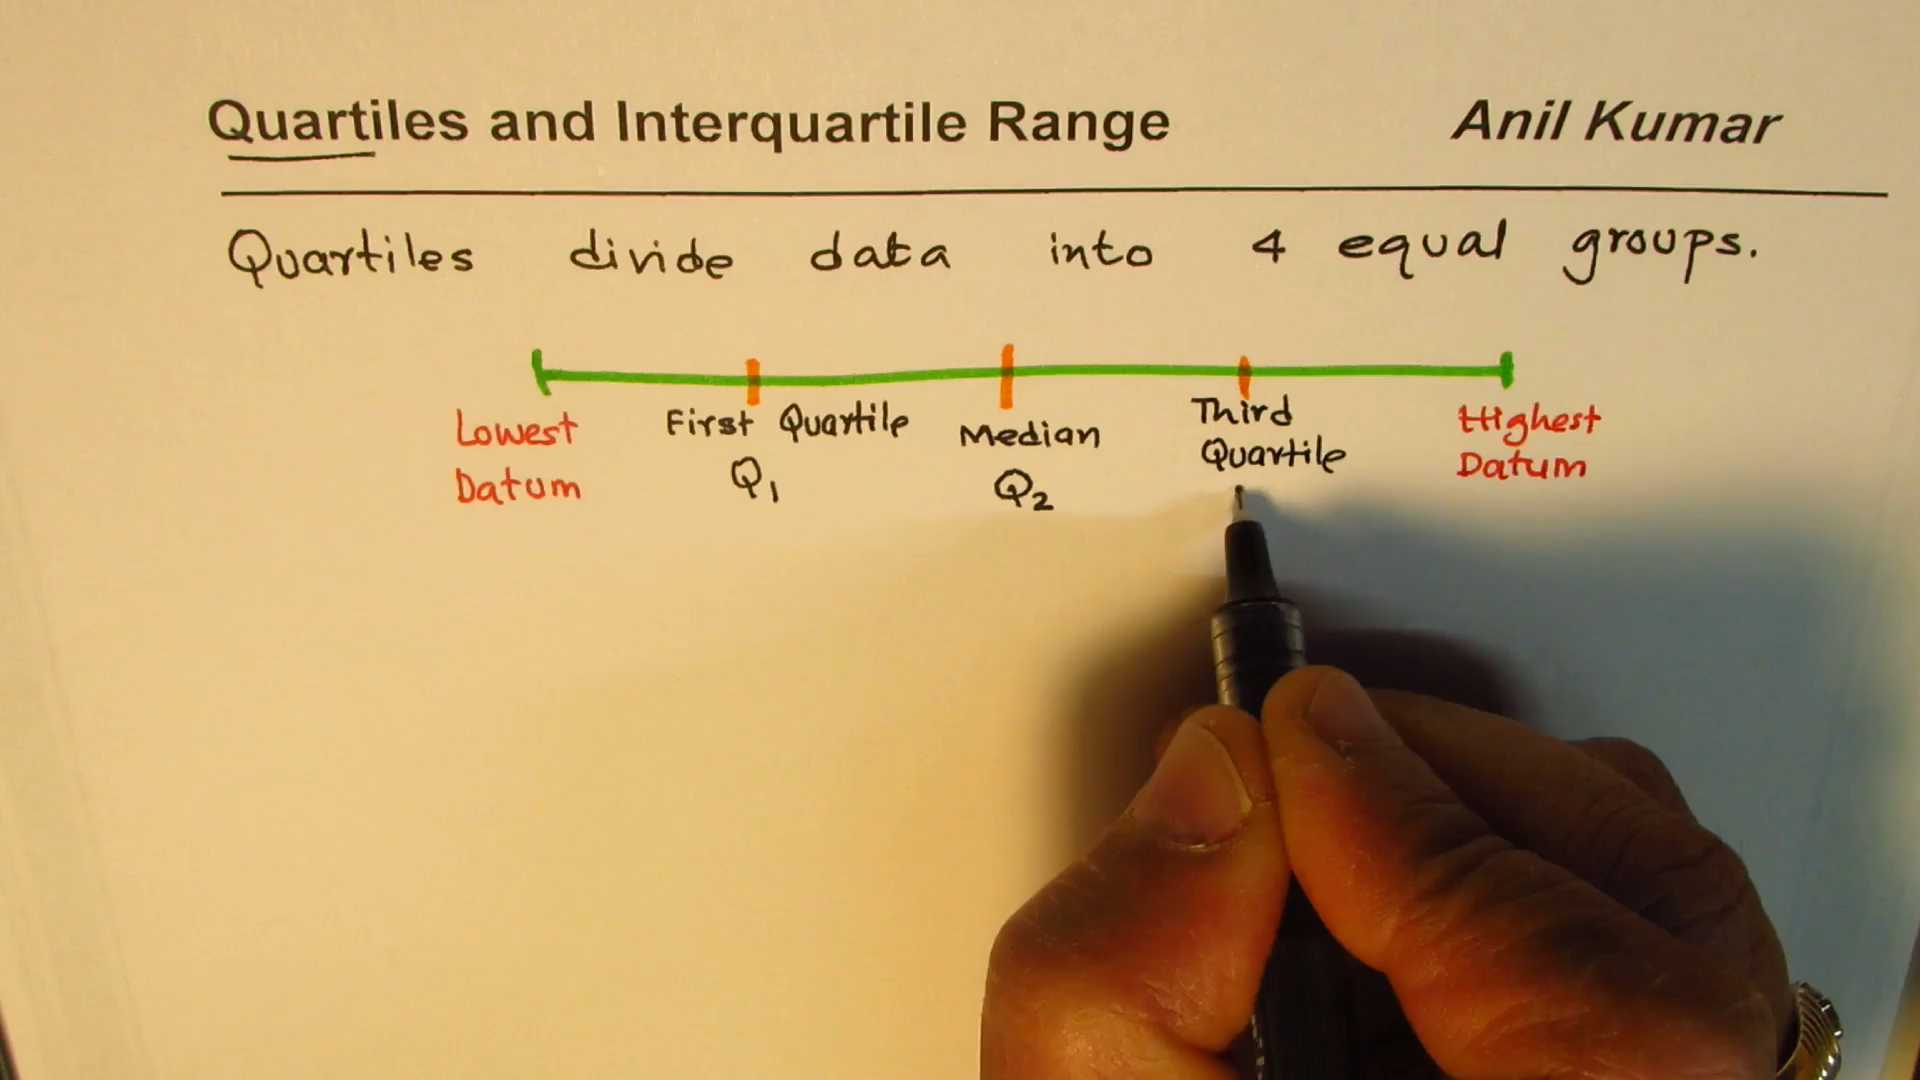 Quartiles and Interquartile Range Anil Kumar
Quartiles divide data into 4 equal groups.
Lowest Datum
First Quartile Q1
Median Q2
Third Quartile
Highest Datum